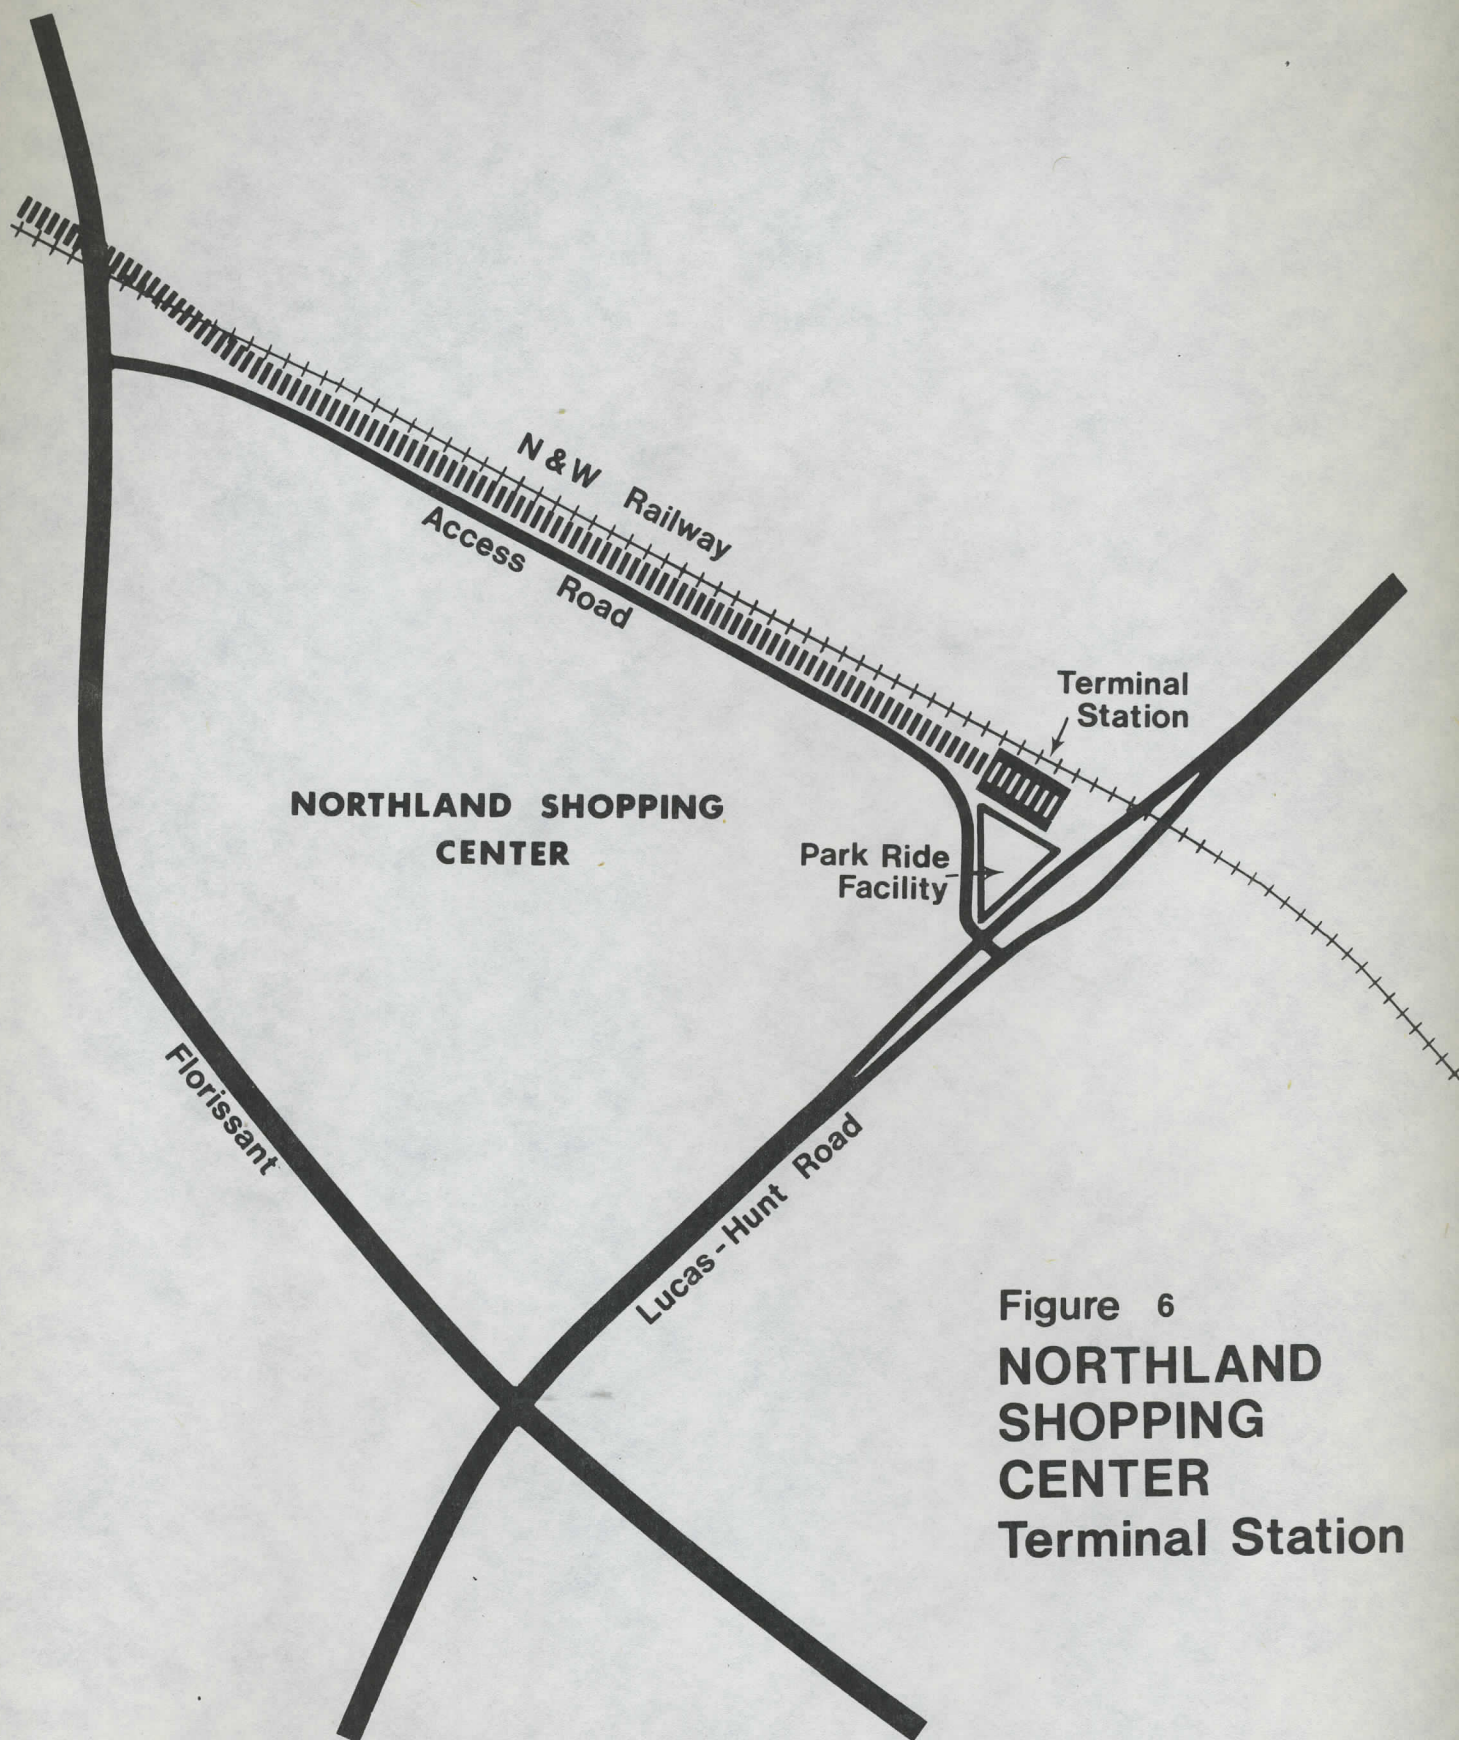 N & W Railway
Access Road
Terminal
Station
NORTHLAND SHOPPING
CENTER
Park Ride
Facility
Florissant
Lucas - Hunt Road
Figure 6
NORTHLAND
SHOPPING
CENTER
Terminal Station